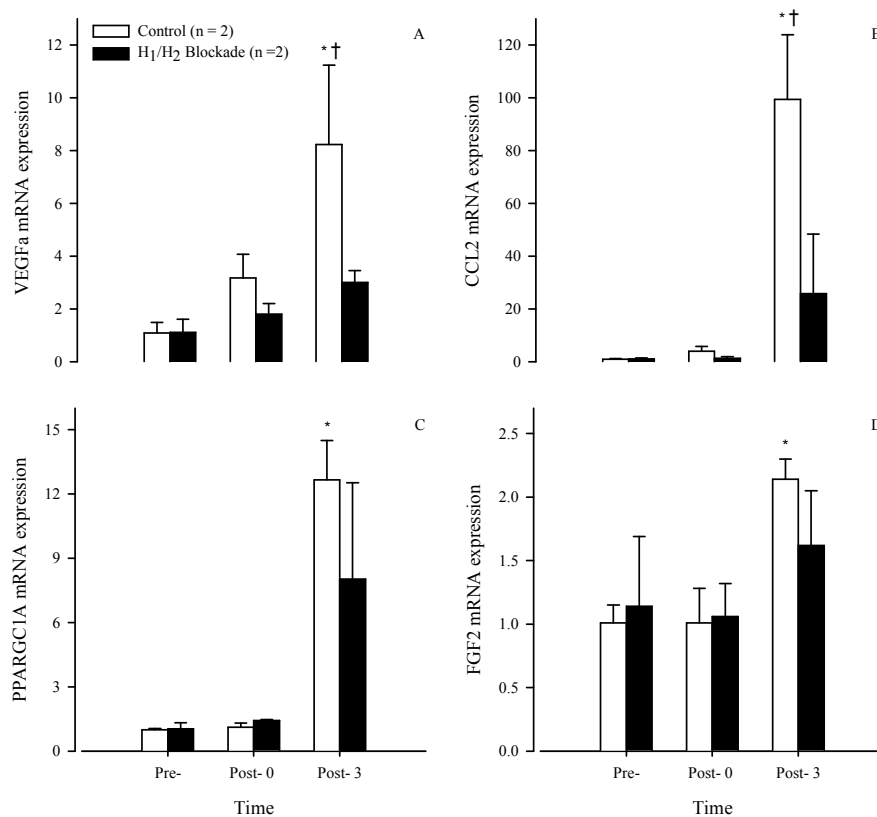 Control (n = 2)
H1/H2 Blockade (n =2)
A
* †
VEGFa mRNA expression
12
10
8
6
4
2
0
B
* †
CCL2 mRNA expression
120
100
80
60
40
20
0
C
*
PPARGC1A mRNA expression
15
12
9
6
3
0
Pre-
Post- 0
Post- 3
Time
D
*
FGF2 mRNA expression
2.5
2.0
1.5
1.0
0.5
0.0
Pre-
Post- 0
Post- 3
Time